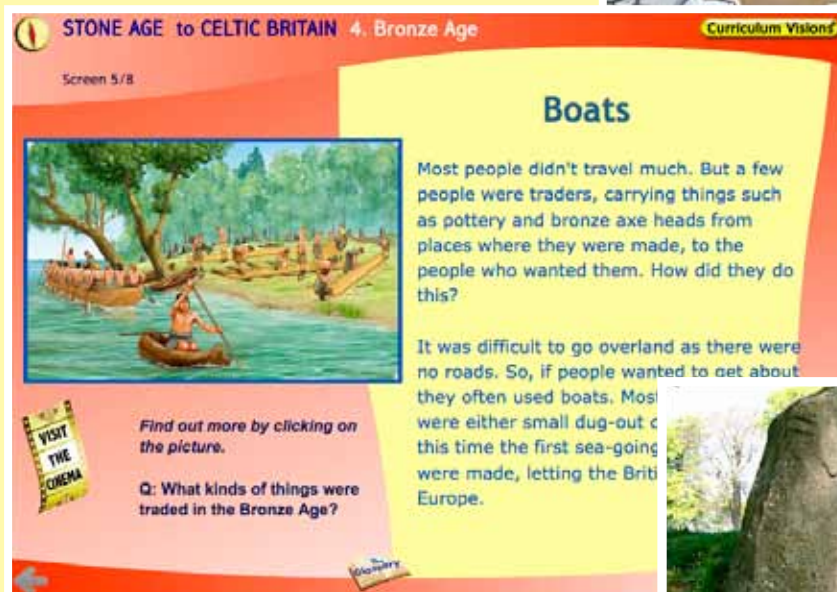 STONE AGE to CELTIC BRITAIN 4. Bronze Age
Curriculum Visions
Screen 5/8
Boats
Most people didn't travel much. But a few
people were traders, carrying things such
as pottery and bronze axe heads from
places where they were made, to the
people who wanted them. How did they do
this?
It was difficult to go overland as there were
no roads. So, if people wanted to get about
they often used boats. Most
were either small dug-out
this time the first sea-going
were made, letting the
Europe.
VISIT
THE
CINEMA
Find out more by clicking on
the picture.
Q: What kinds of things were
traded in the Bronze Age?
The
Glossary